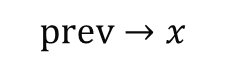 prev → x